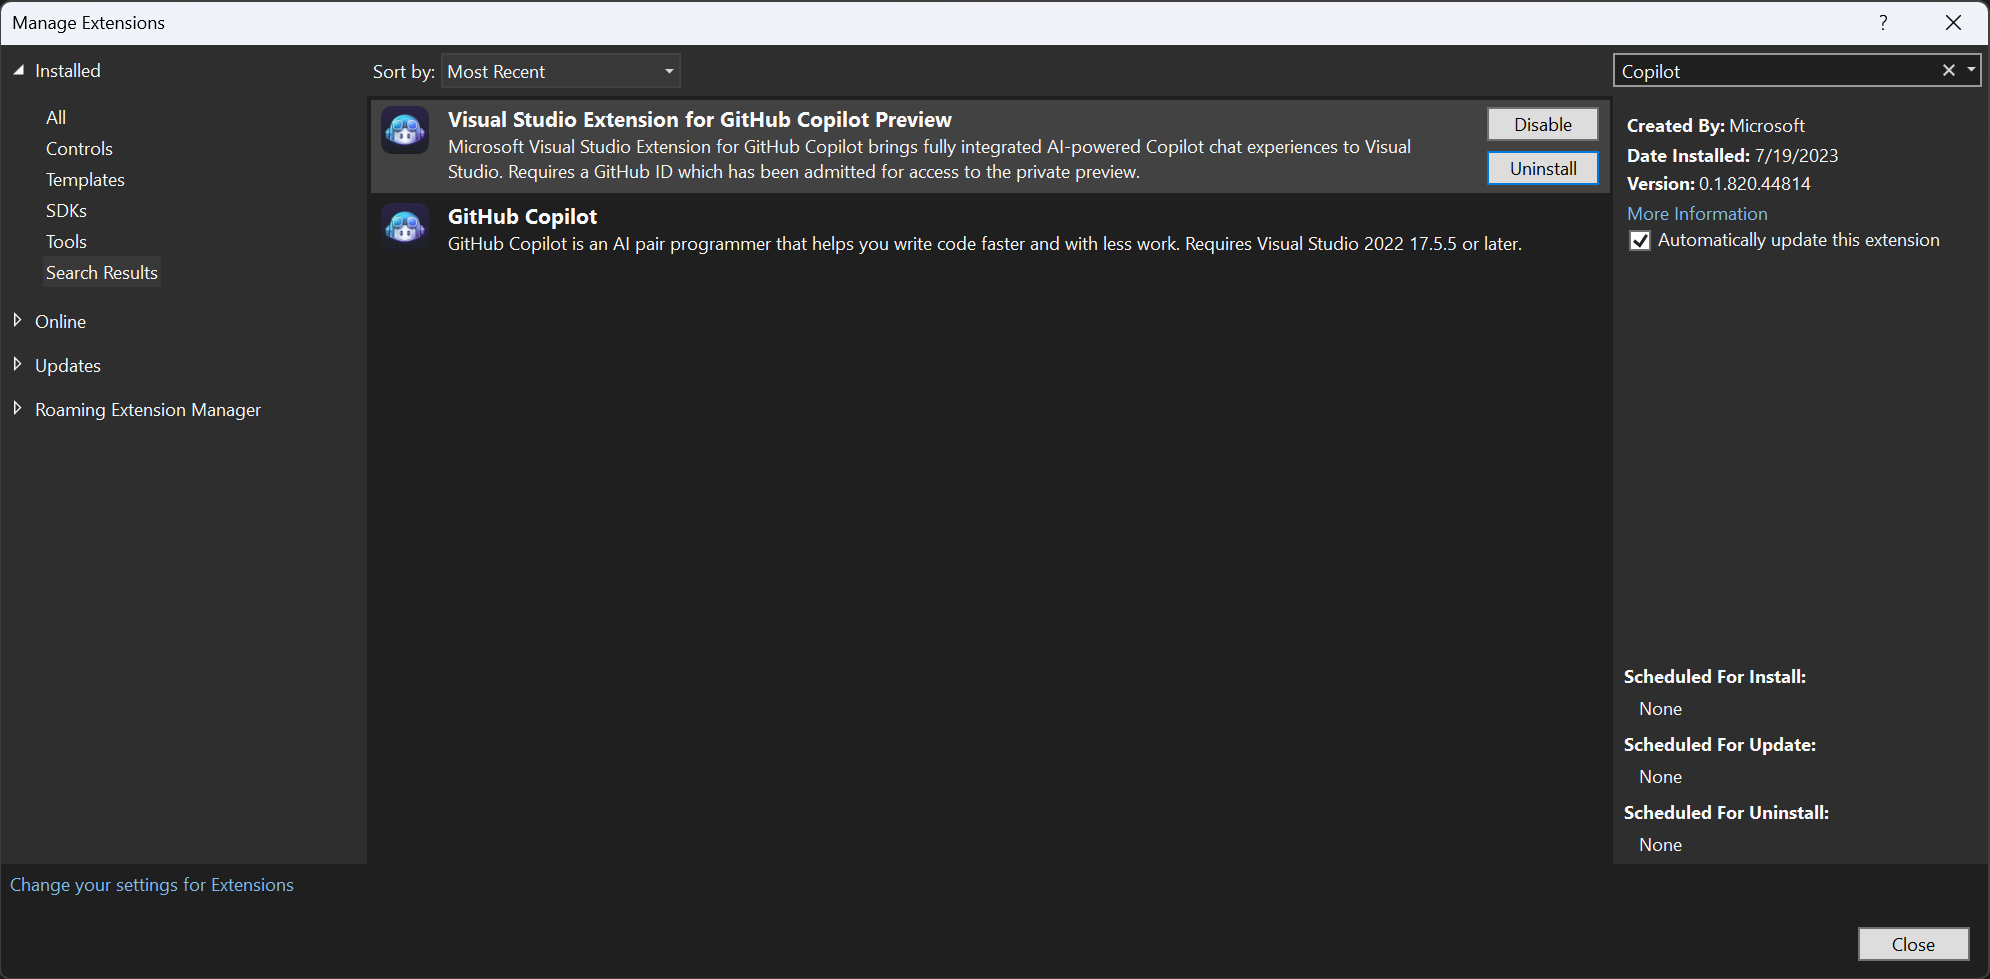 Manage Extensions
?
Installed
All
Controls
Templates
SDKs
Tools
Search Results
Online
Updates
Roaming Extension Manager
Sort by: Most Recent
Visual Studio Extension for GitHub Copilot Preview
Microsoft Visual Studio Extension for GitHub Copilot brings fully integrated AI-powered Copilot chat experiences to Visual
Studio. Requires a GitHub ID which has been admitted for access to the private preview.
Disable
Uninstall
GitHub Copilot
GitHub Copilot is an AI pair programmer that helps you write code faster and with less work. Requires Visual Studio 2022 17.5.5 or later.
Copilot
Created By: Microsoft
Date Installed: 7/19/2023
Version: 0.1.820.44814
More Information
Automatically update this extension
Scheduled For Install:
None
Scheduled For Update:
None
Scheduled For Uninstall:
None
Change your settings for Extensions
Close